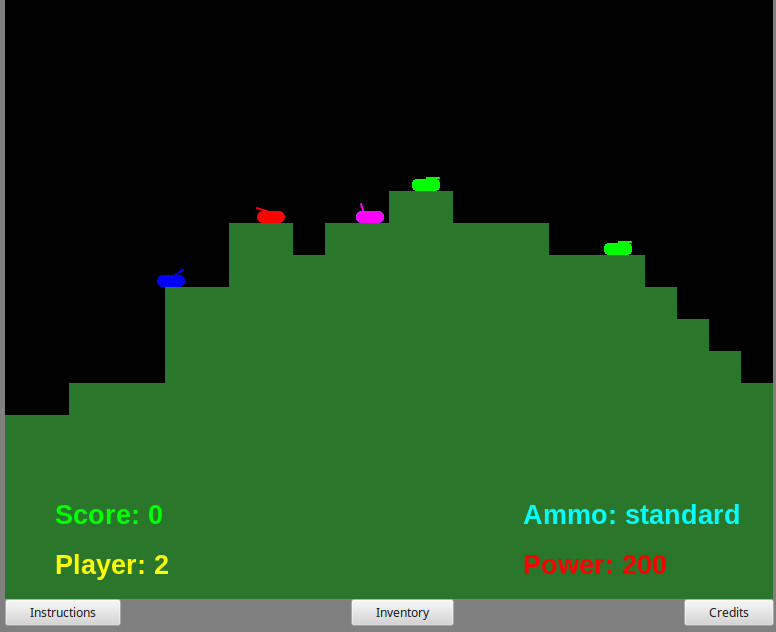 Score: 0
Ammo: standard
Player: 2
Power: 200
Instructions
Inventory
Credits